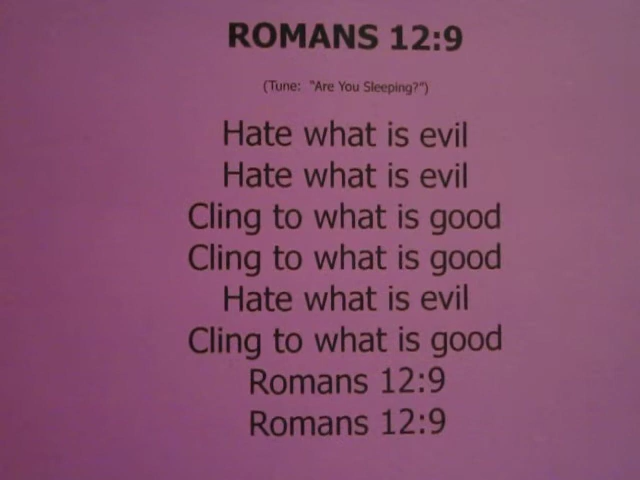 ROMANS 12:9
(Tune: "Are You Sleeping?")
Hate what is evil
Hate what is evil
Cling to what is good
Cling to what is good
Hate what is evil
Cling to what is good
Romans 12:9
Romans 12:9